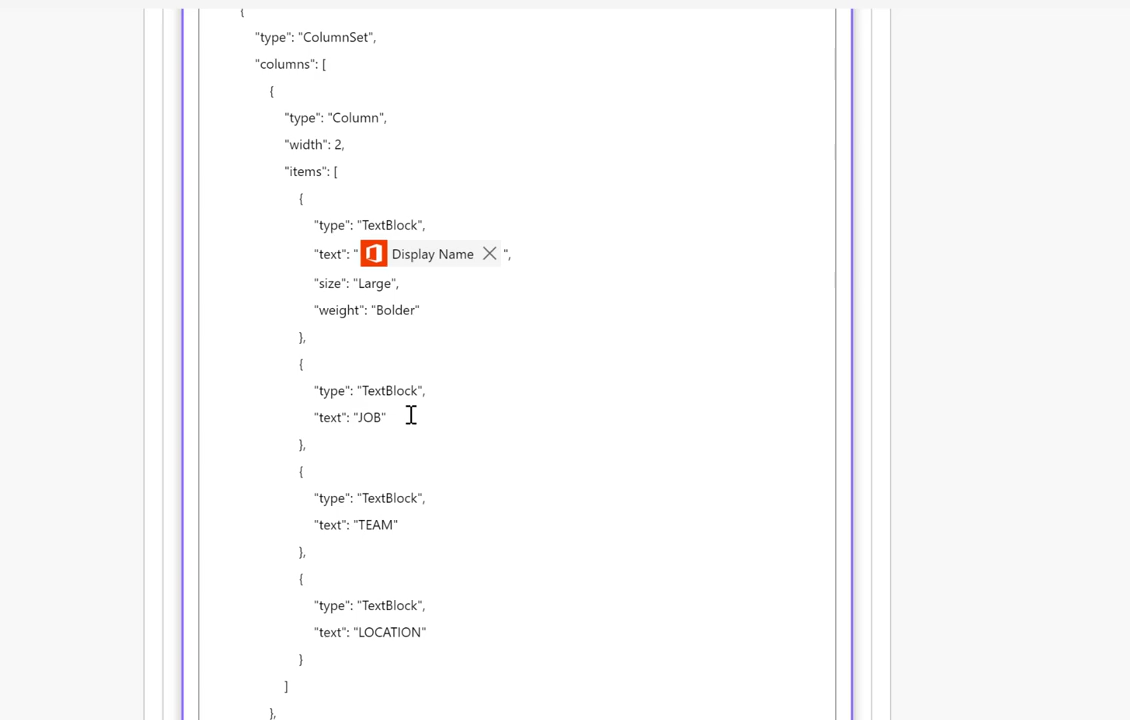 {
"type": "ColumnSet",
"columns": [
{
"type": "Column",
"width": 2,
"items": [
{
"type": "TextBlock",
"text": " Display Name ",
"size": "Large",
"weight": "Bolder"
},
{
"type": "TextBlock",
"text": "JOB"
},
{
"type": "TextBlock",
"text": "TEAM"
},
{
"type": "TextBlock",
"text": "LOCATION"
}
]
},